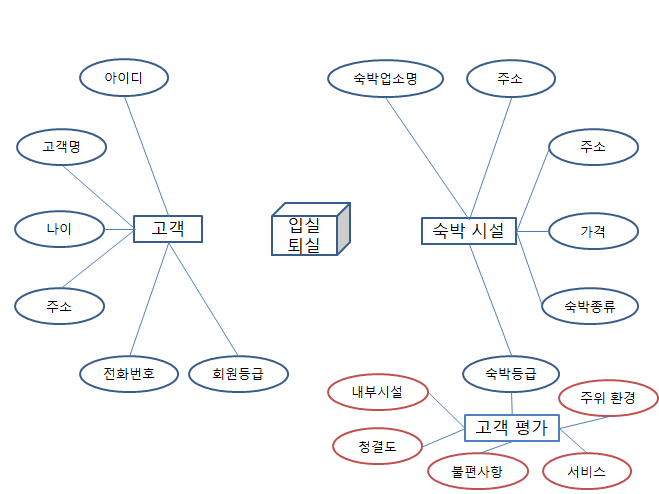 아이디
숙박업소명
주소
고객명
주소
나이
고객
입실
퇴실
숙박 시설
가격
주소
숙박종류
전화번호
회원등급
숙박등급
내부시설
주위 환경
고객 평가
청결도
불편사항
서비스